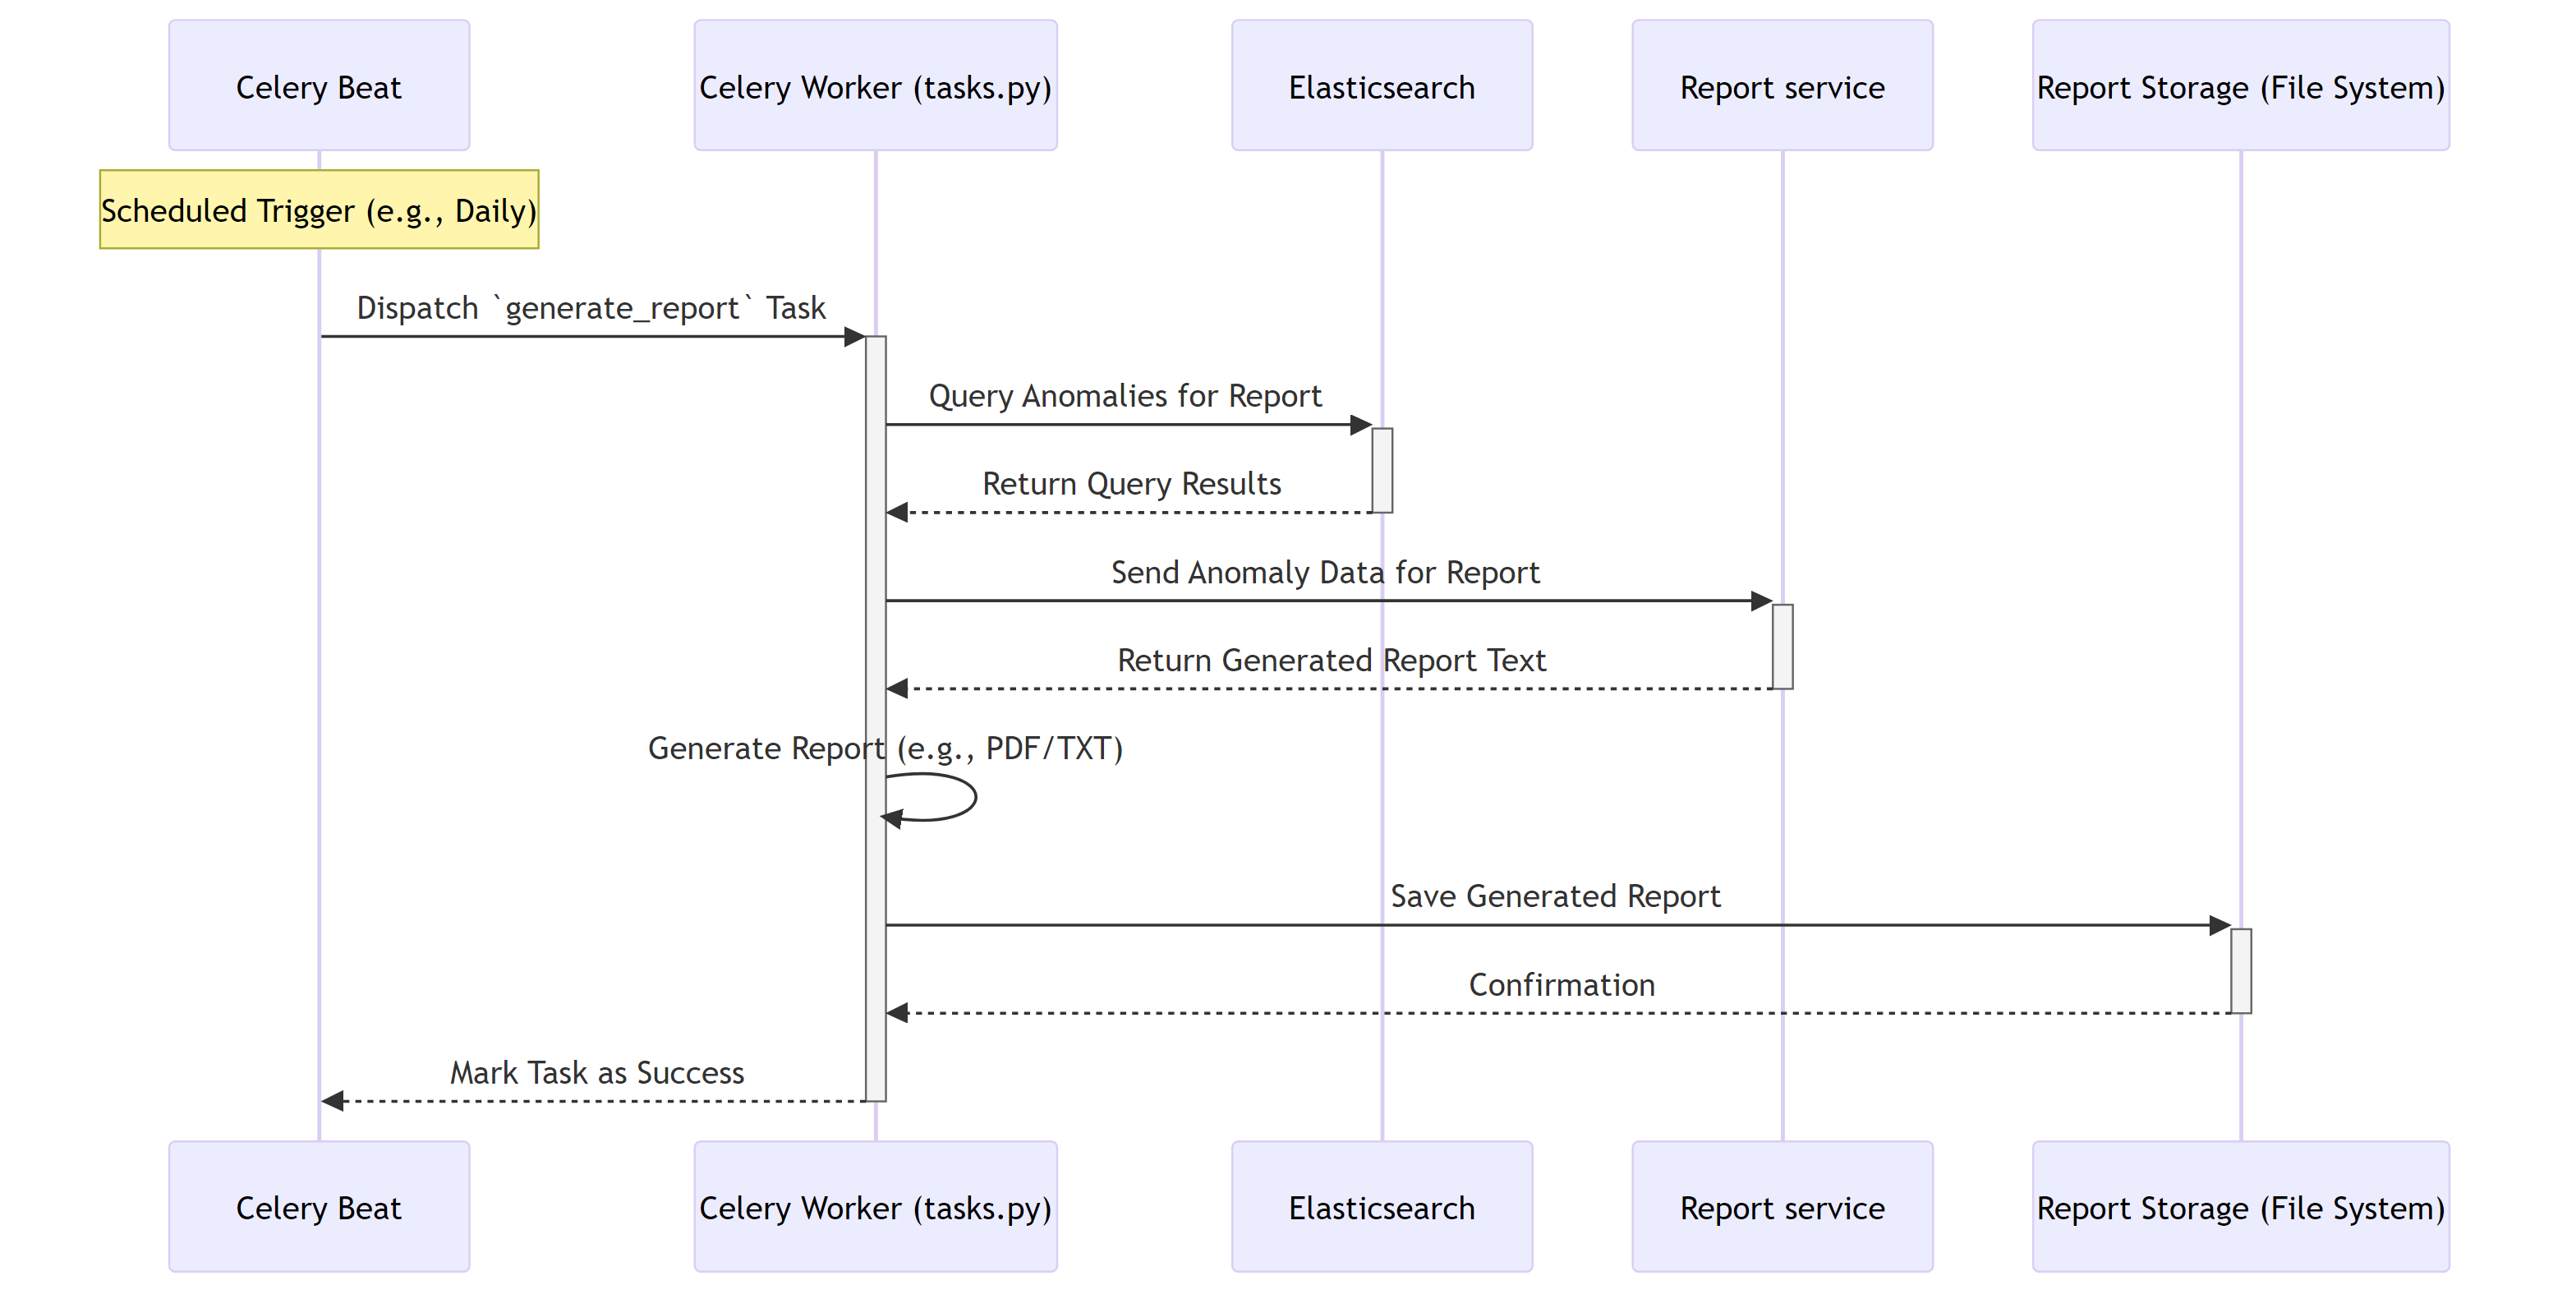 Celery Beat
Celery Worker (tasks.py)
Elasticsearch
Report service
Report Storage (File System)
Scheduled Trigger (e.g., Daily)
Dispatch `generate_report` Task
Query Anomalies for Report
Return Query Results
Send Anomaly Data for Report
Return Generated Report Text
Generate Report (e.g., PDF/TXT)
Save Generated Report
Confirmation
Mark Task as Success
Celery Beat
Celery Worker (tasks.py)
Elasticsearch
Report service
Report Storage (File System)